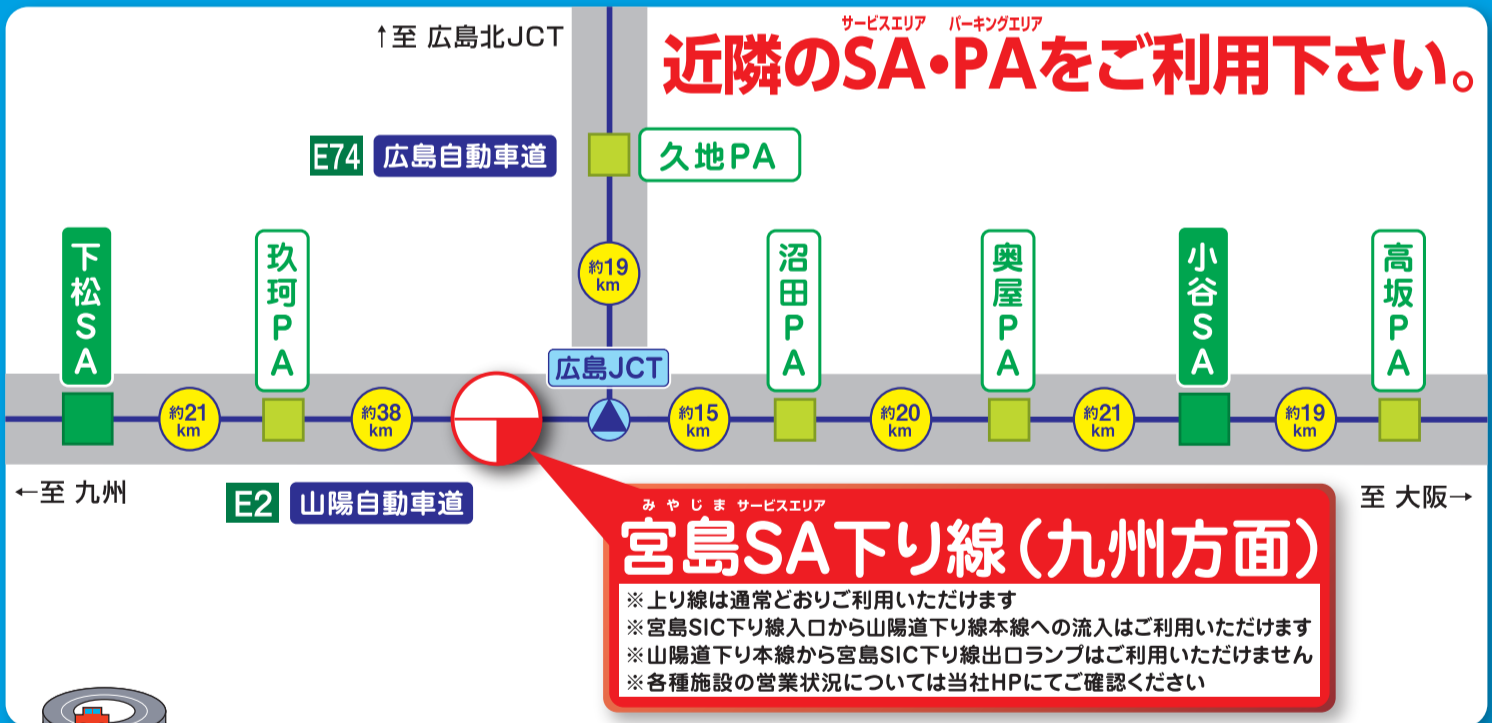 ↑至 広島北JCT
サービスエリア パーキングエリア
近隣のSA・PAをご利用下さい。
E74 広島自動車道
久地PA
約19km
広島JCT
下松SA
玖珂PA
沼田PA
奥屋PA
小谷SA
高坂PA
約21km
約38km
約15km
約20km
約21km
約19km
←至 九州
E2 山陽自動車道
至 大阪→
みやじま サービスエリア
宮島SA下り線(九州方面)
※上り線は通常どおりご利用いただけます
※宮島SIC下り線入口から山陽道下り線本線への流入はご利用いただけます
※山陽道下り本線から宮島SIC下り線出口ランプはご利用いただけません
※各種施設の営業状況については当社HPにてご確認ください